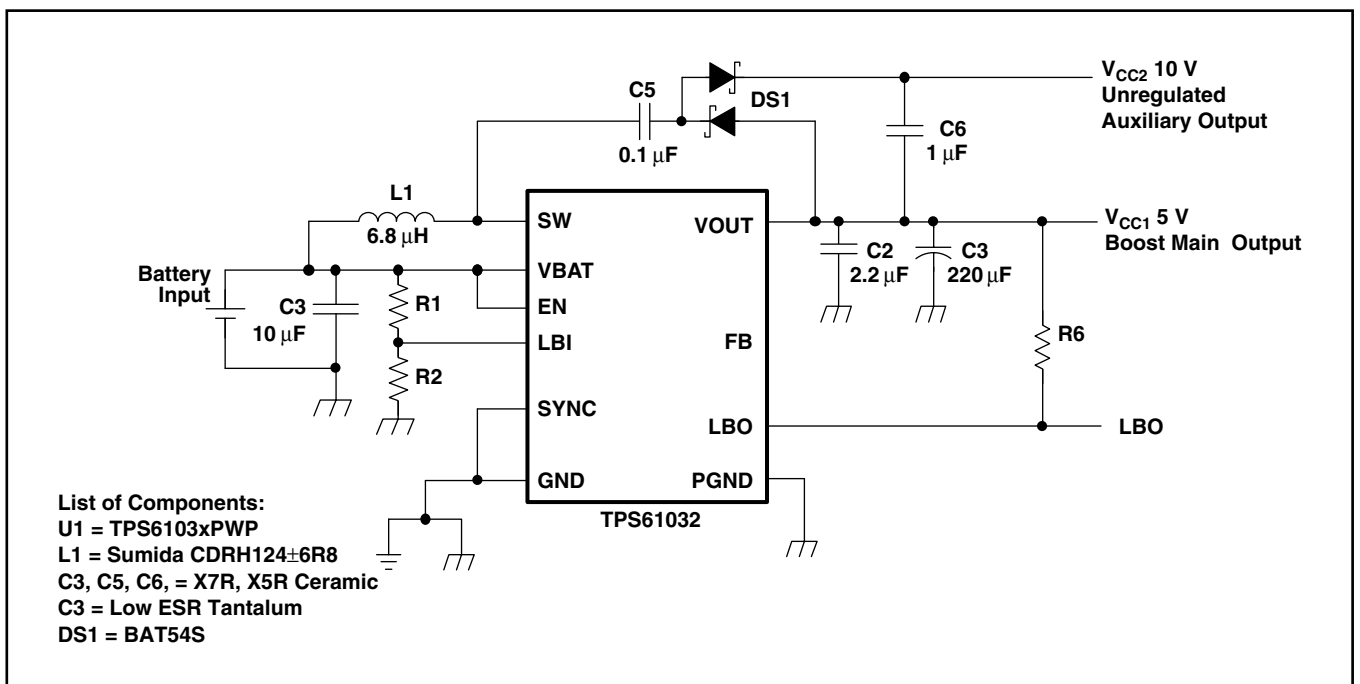 V_CC2 10 V
Unregulated
Auxiliary Output
C5
DS1
0.1 μF
C6
1 μF
L1
6.8 μH
SW
VOUT
V_CC1 5 V
Boost Main Output
Battery
Input
C3
10 μF
R1
R2
VBAT
EN
LBI
SYNC
GND
C2
2.2 μF
C3
220 μF
FB
R6
LBO
LBO
PGND
TPS61032
List of Components:
U1 = TPS6103xPWP
L1 = Sumida CDRH124±6R8
C3, C5, C6, = X7R, X5R Ceramic
C3 = Low ESR Tantalum
DS1 = BAT54S